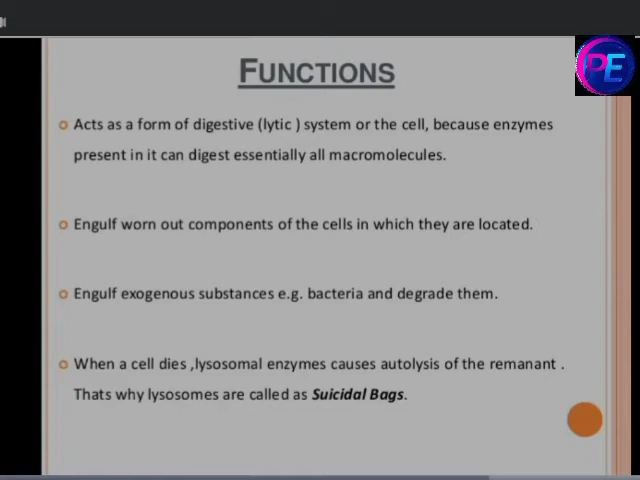 PE
FUNCTIONS
Acts as a form of digestive (lytic ) system or the cell, because enzymes
present in it can digest essentially all macromolecules.
Engulf worn out components of the cells in which they are located.
Engulf exogenous substances e.g. bacteria and degrade them.
When a cell dies ,lysosomal enzymes causes autolysis of the remanant .
Thats why lysosomes are called as Suicidal Bags.